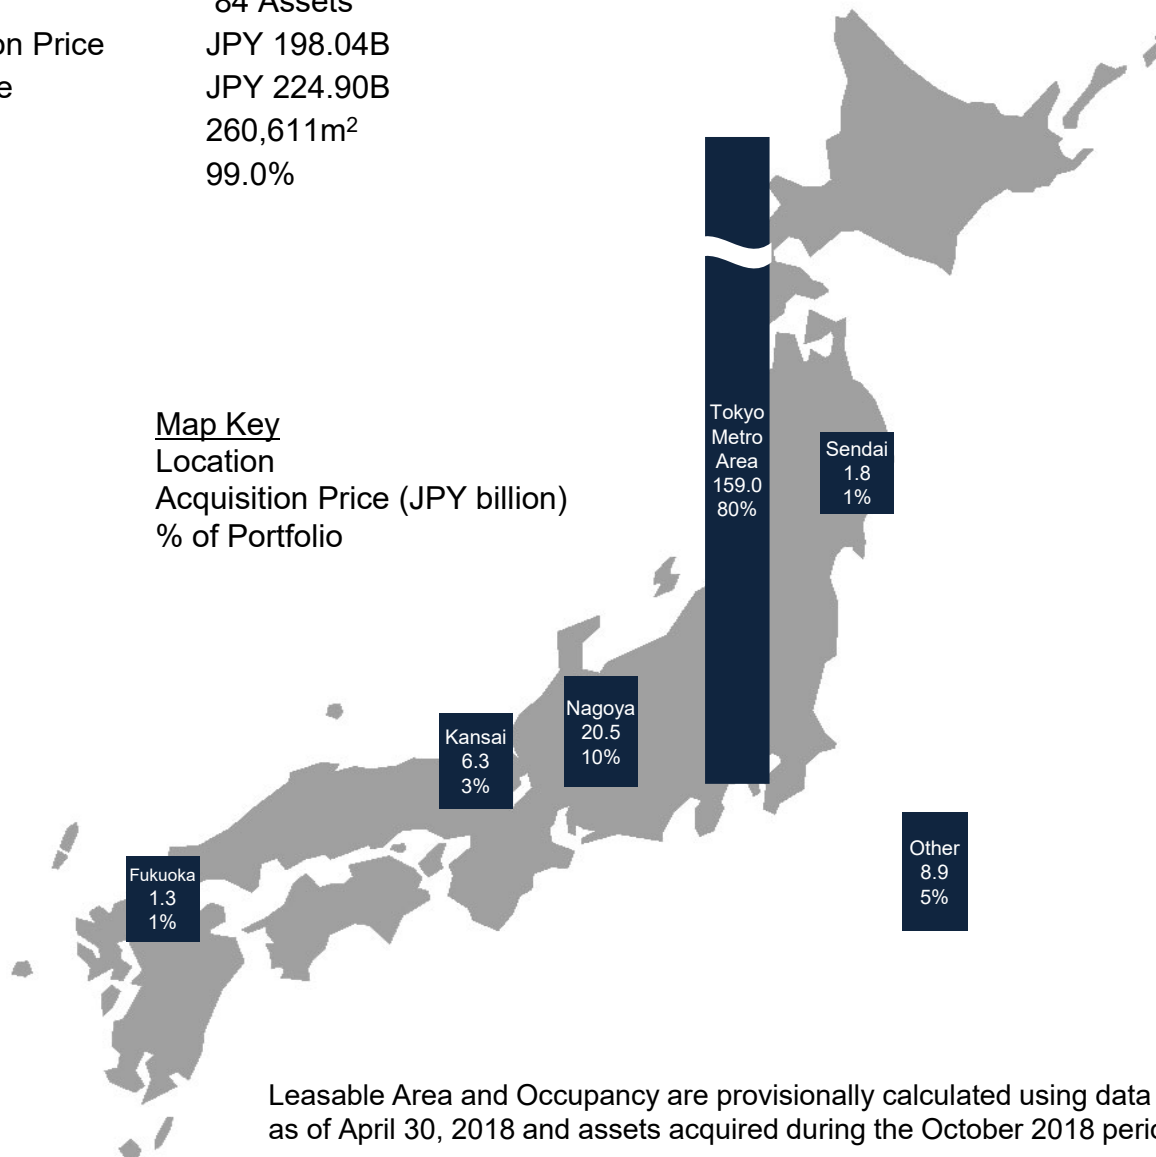 84 Assets
on Price JPY 198.04B
e JPY 224.90B
260,611m²
99.0%
Map Key
Location
Acquisition Price (JPY billion)
% of Portfolio
Tokyo
Metro
Area
159.0
80%
Sendai
1.8
1%
Nagoya
20.5
10%
Kansai
6.3
3%
Other
8.9
5%
Fukuoka
1.3
1%
Leasable Area and Occupancy are provisionally calculated using data
as of April 30, 2018 and assets acquired during the October 2018 perio